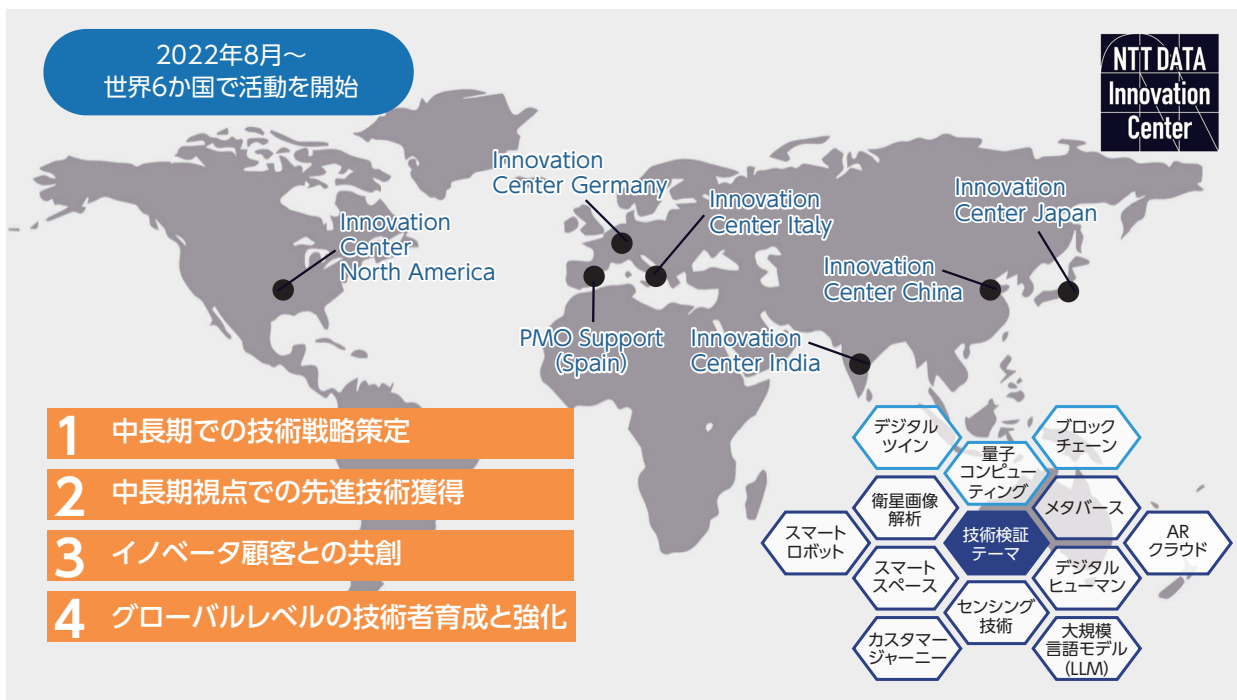 2022年8月～
世界6か国で活動を開始
NTT DATA
Innovation
Center
Innovation
Center Germany
Innovation
Center Italy
Innovation
Center Japan
Innovation
Center
North America
Innovation
Center China
PMO Support
(Spain)
Innovation
Center India
1 中長期での技術戦略策定
2 中長期視点での先進技術獲得
3 イノベータ顧客との共創
4 グローバルレベルの技術者育成と強化
デジタル
ツイン
ブロック
チェーン
量子
コンピュー
ティング
衛星画像
解析
メタバース
スマート
ロボット
技術検証
テーマ
AR
クラウド
スマート
スペース
デジタル
ヒューマン
センシング
技術
カスタマー
ジャーニー
大規模
言語モデル
(LLM)